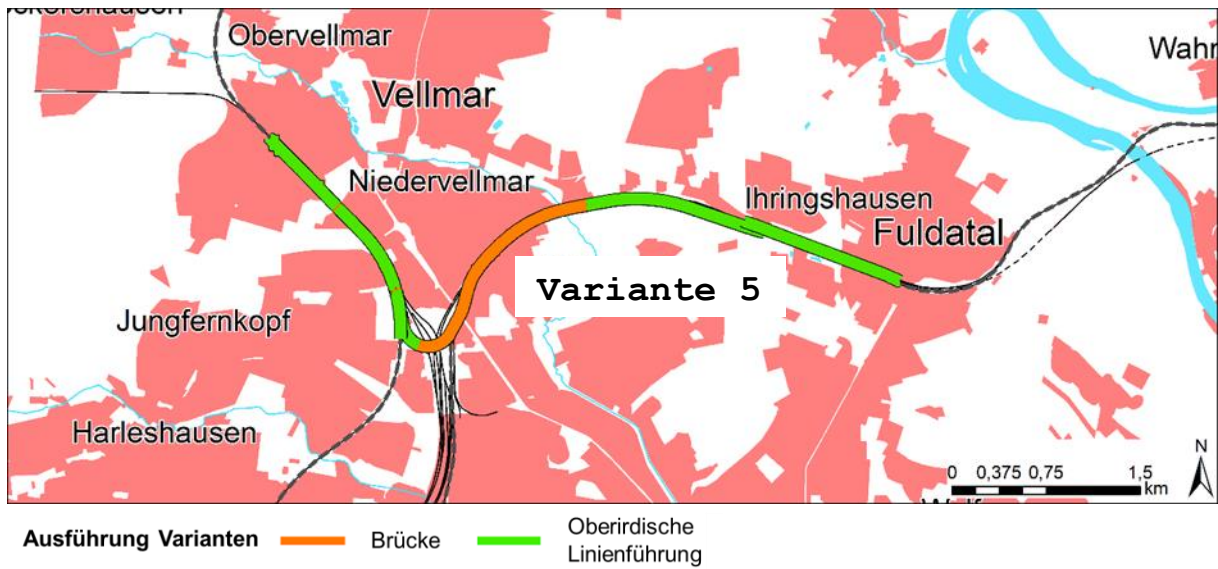 Obervellmar
Wahr
Vellmar
Niedervellmar
Ihringshausen
Fuldatal
Variante 5
Jungfernkopf
Harleshausen
N
0 0,375 0,75 1,5
km
Ausführung Varianten Brücke Oberirdische
Linienführung